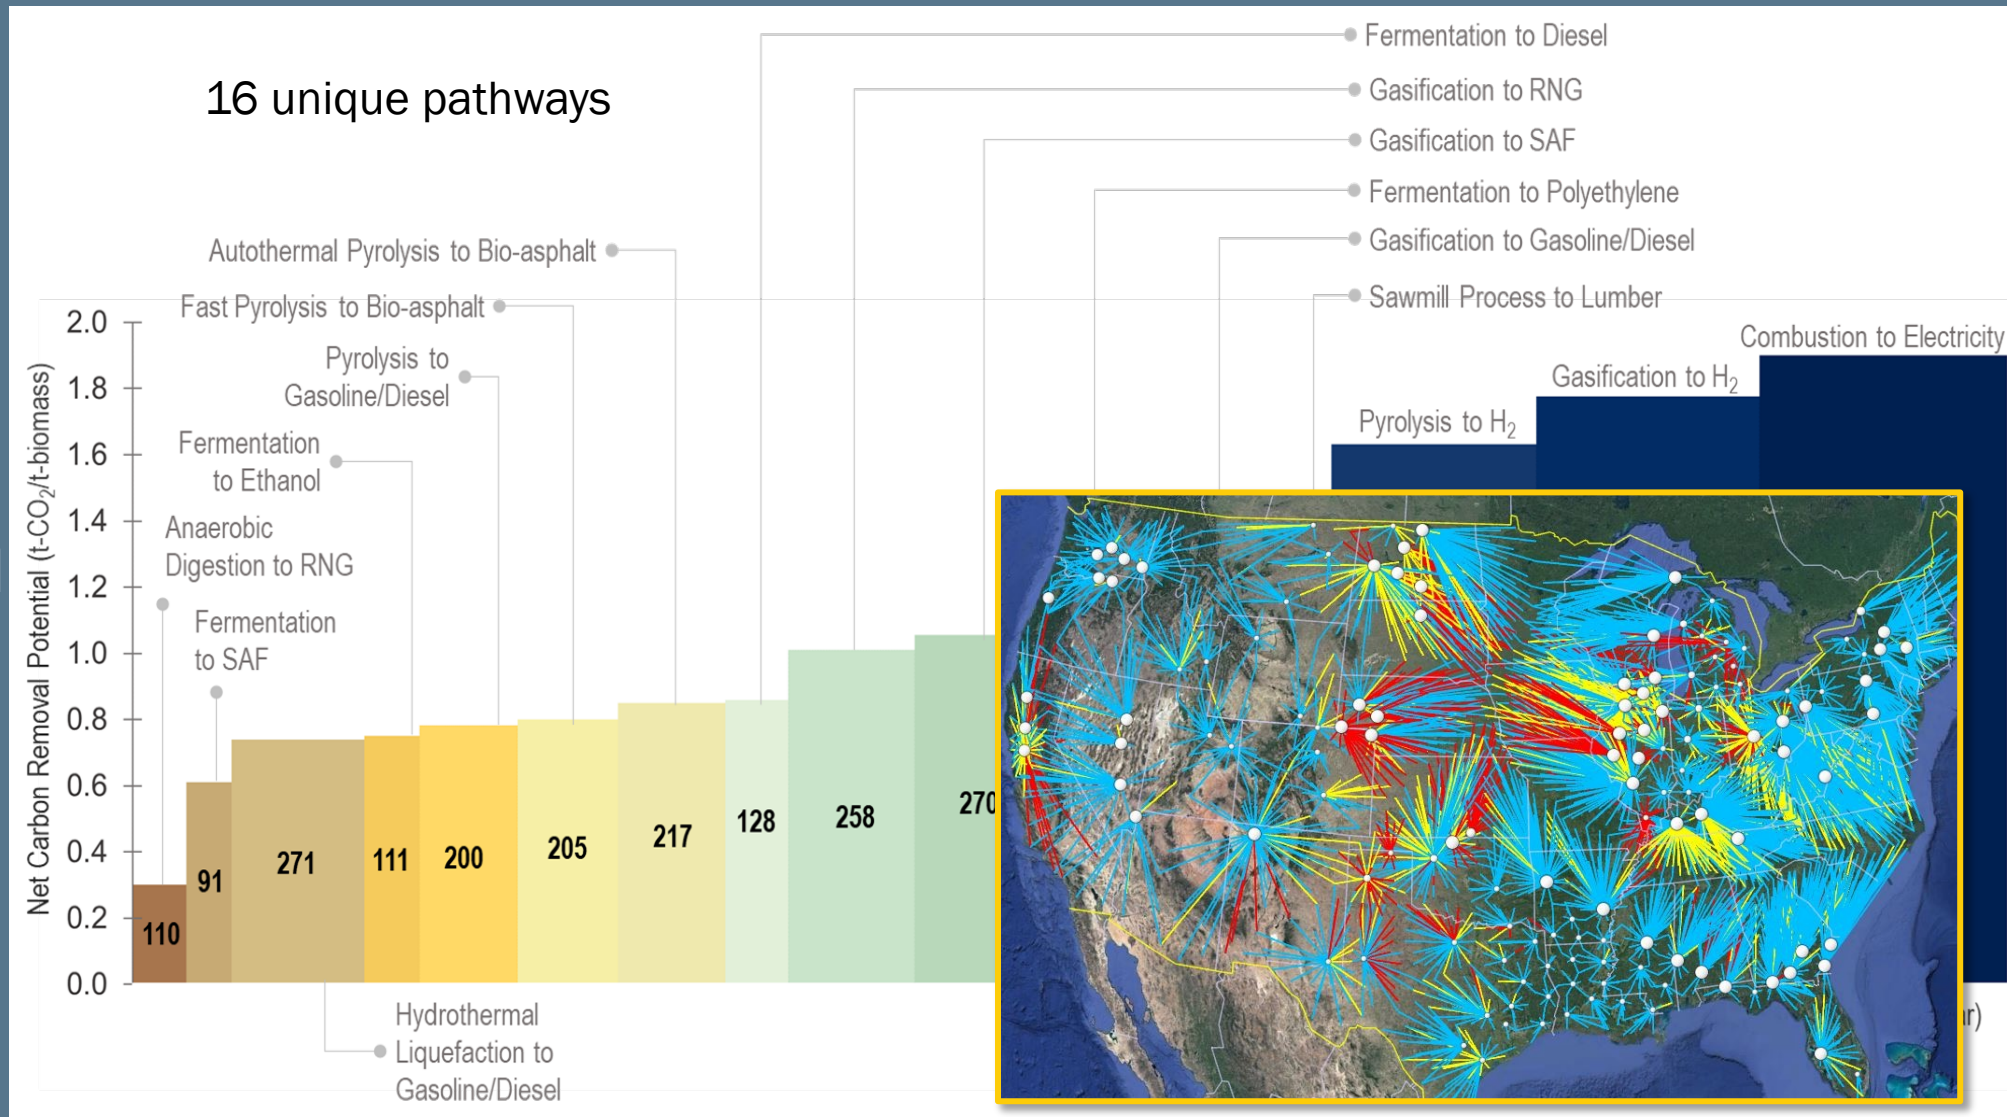 16 unique pathways
Fermentation to Diesel
Gasification to RNG
Gasification to SAF
Fermentation to Polyethylene
Gasification to Gasoline/Diesel
Sawmill Process to Lumber
Autothermal Pyrolysis to Bio-asphalt
Fast Pyrolysis to Bio-asphalt
Pyrolysis to
Gasoline/Diesel
Fermentation
to Ethanol
Anaerobic
Digestion to RNG
Fermentation
to SAF
Combustion to Electricity
Gasification to H₂
Pyrolysis to H₂
Net Carbon Removal Potential (t-CO₂/t-biomass)
2.0
1.8
1.6
1.4
1.2
1.0
0.8
0.6
0.4
0.2
0.0
110
91
271
111
200
205
217
128
258
270
Hydrothermal
Liquefaction to
Gasoline/Diesel